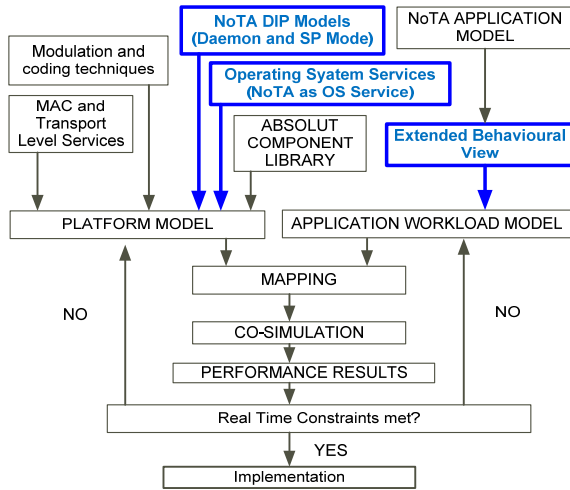 NoTA DIP Models
(Daemon and SP Mode)
NoTA APPLICATION
MODEL
Modulation and
coding techniques
Operating Sayatem Services
(NoTA as OS Service)
MAC and
Transport
Level Services
ABSOLUT
COMPONENT
LIBRARY
Extended Behavioural
View
PLATFORM MODEL
APPLICATION WORKLOAD MODEL
MAPPING
NO
NO
CO-SIMULATION
PERFORMANCE RESULTS
Real Time Constraints met?
YES
Implementation